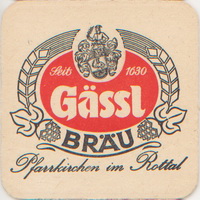 Seit 1630
Gässl
BRÄU
Pfarrkirchen im Rottal